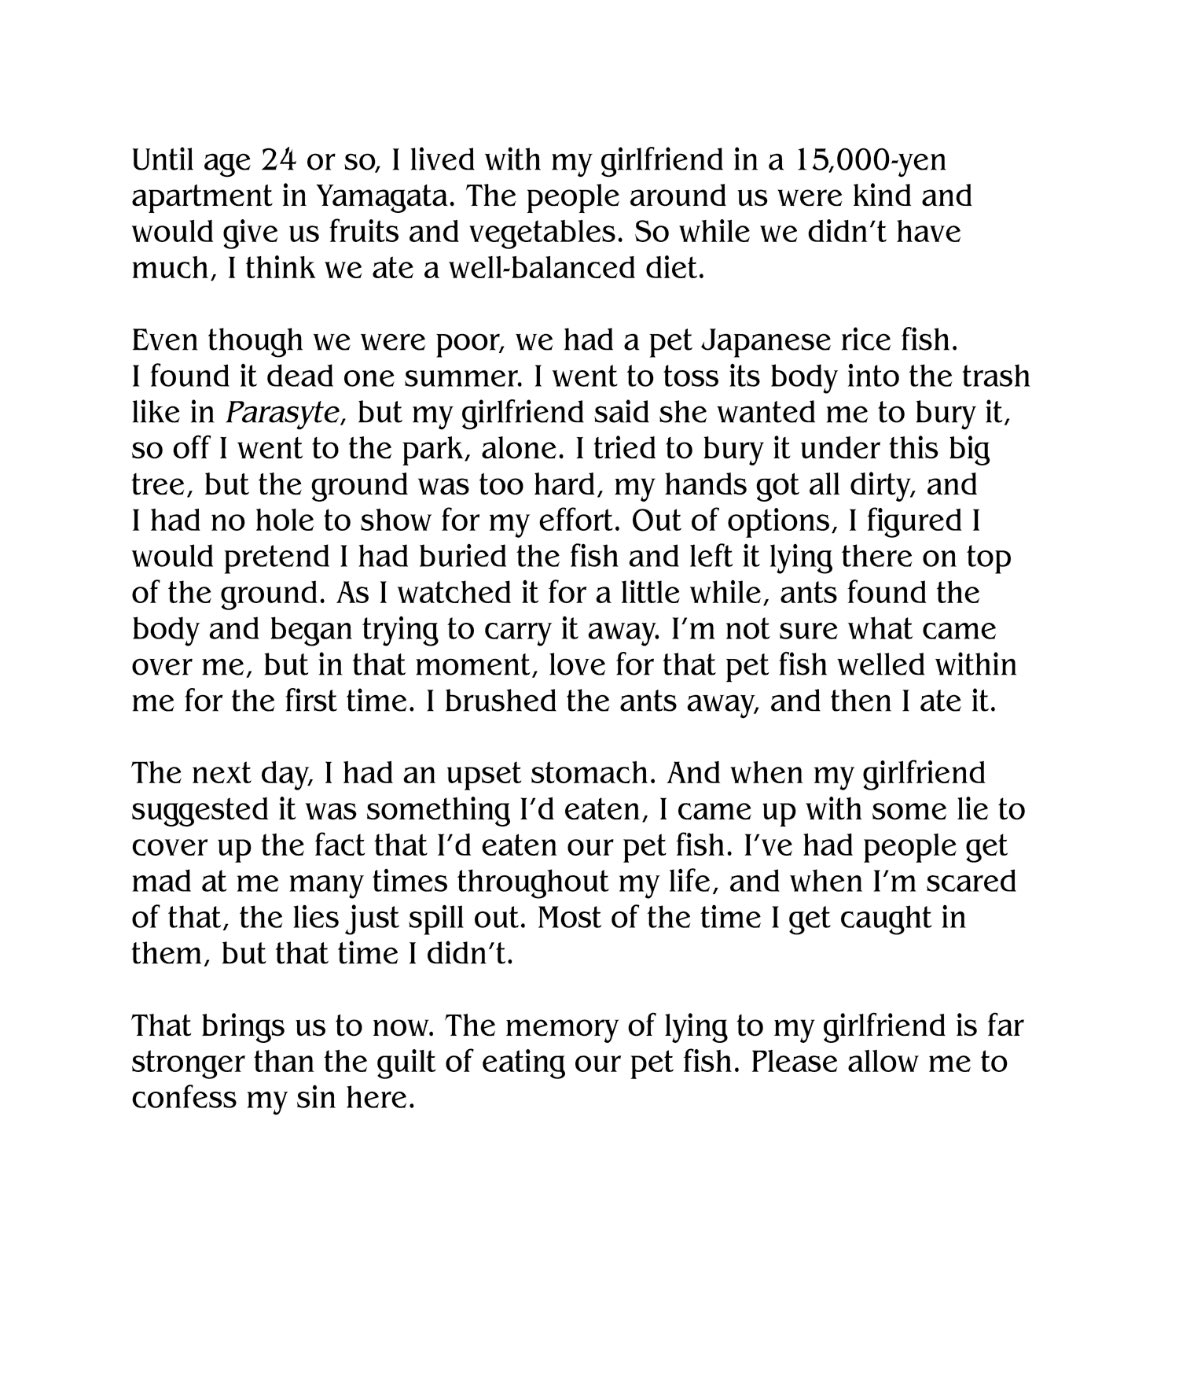 Until age 24 or so, I lived with my girlfriend in a 15,000-yen
apartment in Yamagata. The people around us were kind and
would give us fruits and vegetables. So while we didn’t have
much, I think we ate a well-balanced diet.

Even though we were poor, we had a pet Japanese rice fish.
I found it dead one summer. I went to toss its body into the trash
like in Parasyte, but my girlfriend said she wanted me to bury it,
so off I went to the park, alone. I tried to bury it under this big
tree, but the ground was too hard, my hands got all dirty, and
I had no hole to show for my effort. Out of options, I figured I
would pretend I had buried the fish and left it lying there on top
of the ground. As I watched it for a little while, ants found the
body and began trying to carry it away. I’m not sure what came
over me, but in that moment, love for that pet fish welled within
me for the first time. I brushed the ants away, and then I ate it.

The next day, I had an upset stomach. And when my girlfriend
suggested it was something I’d eaten, I came up with some lie to
cover up the fact that I’d eaten our pet fish. I’ve had people get
mad at me many times throughout my life, and when I’m scared
of that, the lies just spill out. Most of the time I get caught in
them, but that time I didn’t.

That brings us to now. The memory of lying to my girlfriend is far
stronger than the guilt of eating our pet fish. Please allow me to
confess my sin here.